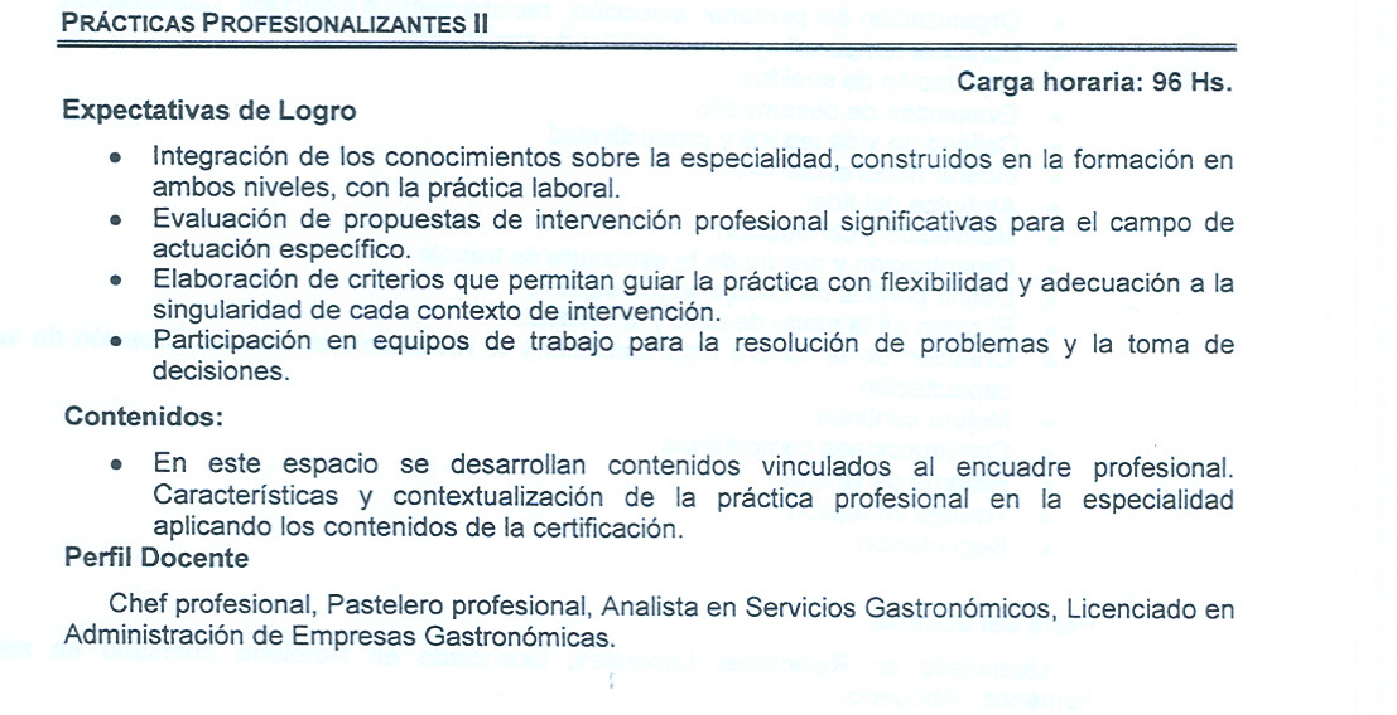 PRÁCTICAS PROFESIONALIZANTES II
Carga horaria: 96 Hs.
Expectativas de Logro
• Integración de los conocimientos sobre la especialidad, construidos en la formación en
ambos niveles, con la práctica laboral.
• Evaluación de propuestas de intervención profesional significativas para el campo de
actuación específico.
• Elaboración de criterios que permitan guiar la práctica con flexibilidad y adecuación a la
singularidad de cada contexto de intervención.
• Participación en equipos de trabajo para la resolución de problemas y la toma de
decisiones.
Contenidos:
• En este espacio se desarrollan contenidos vinculados al encuadre profesional.
Características y contextualización de la práctica profesional en la especialidad
aplicando los contenidos de la certificación.
Perfil Docente
Chef profesional, Pastelero profesional, Analista en Servicios Gastronómicos, Licenciado en
Administración de Empresas Gastronómicas.